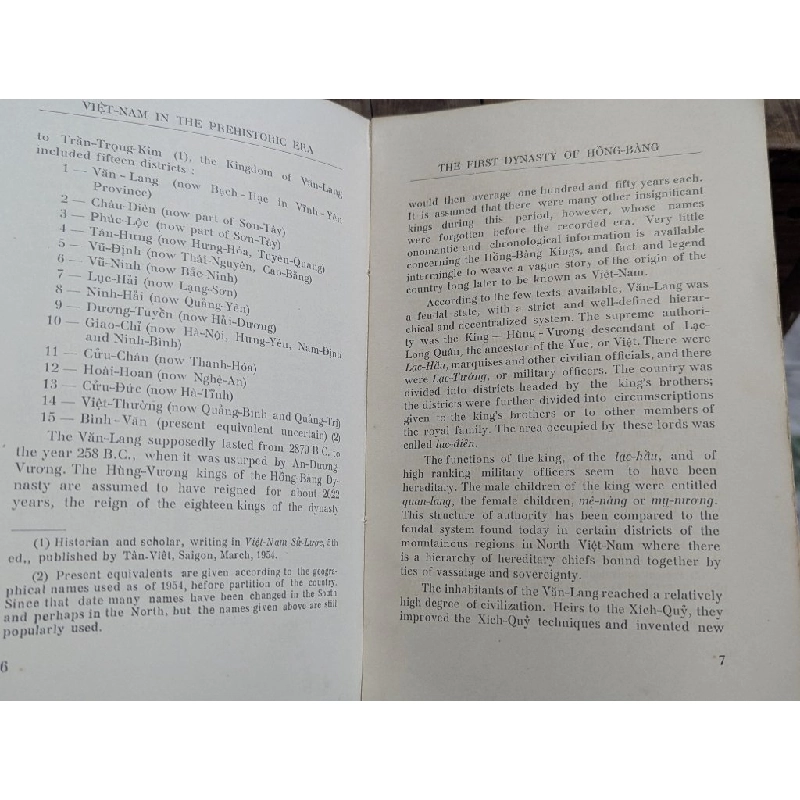 VIỆT-NAM IN THE PREHISTORIC ERA
to Trần-Trọng-Kim (1), the Kingdom of Văn-Lang
included fifteen districts :
1 — Văn - Lang (now Bạch - Hạc in Vĩnh - Yên
Province)
2 — Châu-Diên (now part of Sơn-Tây)
3 — Phúc-Lộc (now part of Sơn-Tây)
4 — Tân-Hưng (now Hưng-Hóa, Tuyên-Quang)
5 — Vũ-Định (now Thái-Nguyên, Cao-Bằng)
6 — Vũ-Ninh (now Bắc Ninh)
7 — Lục-Hải (now Lạng-Sơn)
8 — Ninh-Hải (now Quảng-Yên)
9 — Dương-Tuyền (now Hải-Dương)
10 — Giao-Chỉ (now Hà-Nội, Hưng-Yên, Nam-Định
and Ninh-Bình)
11 — Cửu-Chân (now Thanh-Hóa)
12 — Hoài-Hoan (now Nghệ-An)
13 — Cửu-Đức (now Hà-Tĩnh)
14 — Việt-Thường (now Quảng-Bình and Quảng-Trị)
15 — Bình-Văn (present equivalent uncertain) (2)
The Văn-Lang supposedly lasted from 2879 B.C. to
the year 258 B.C., when it was usurped by An-Dương
Vương. The Hùng-Vương kings of the Hồng-Bàng Dy-
nasty are assumed to have reigned for about 2622
years, the reign of the eighteen kings of the dynasty
(1) Historian and scholar, writing in Việt-Nam Sử-Lược, 5th
ed., published by Tân-Việt, Saigon, March, 1954.
(2) Present equivalents are given according to the geogra-
phical names used as of 1954, before partition of the country.
Since that date many names have been changed in the South
and perhaps in the North, but the names given above are still
popularly used.
6
THE FIRST DYNASTY OF HỒNG-BÀNG
would then average one hundred and fifty years each.
It is assumed that there were many other insignificant
kings during this period, however, whose names
were forgotten before the recorded era. Very little
onomantic and chronological information is available
concerning the Hồng-Bàng Kings, and fact and legend
intermingle to weave a vague story of the origin of the
country long later to be known as Việt-Nam.
According to the few texts available, Văn-Lang was
a feudal state, with a strict and well-defined hierar-
chical and decentralized system. The supreme authori-
ty was the King — Hùng - Vương descendant of Lạc-
Long Quân, the ancestor of the Yue, or Việt. There were
Lạc-Hầu, marquises and other civilian officials, and there
were Lạc-Tướng, or military officers. The country was
divided into districts headed by the king's brothers;
the districts were further divided into circumscriptions
given to the king's brothers or to other members of
the royal family. The area occupied by these lords was
called lạc-điền.
The functions of the king, of the lạc-hầu, and of
high ranking military officers seem to have been
hereditary. The male children of the king were entitled
quan-lang, the female children, mê-nàng or mỵ-nương.
This structure of authority has been compared to the
feudal system found today in certain districts of the
mountainous regions in North Việt-Nam where there
is a hierarchy of hereditary chiefs bound together by
ties of vassalage and sovereignty.
The inhabitants of the Văn-Lang reached a relatively
high degree of civilization. Heirs to the Xích-Quỷ, they
improved the Xích-Quỷ techniques and invented new
7